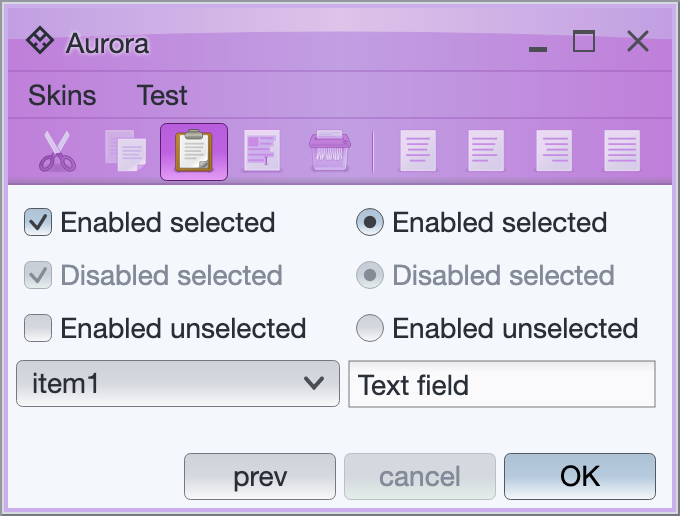 Aurora
Skins Test
Enabled selected Enabled selected
Disabled selected Disabled selected
Enabled unselected Enabled unselected
item1 Text field
prev cancel OK